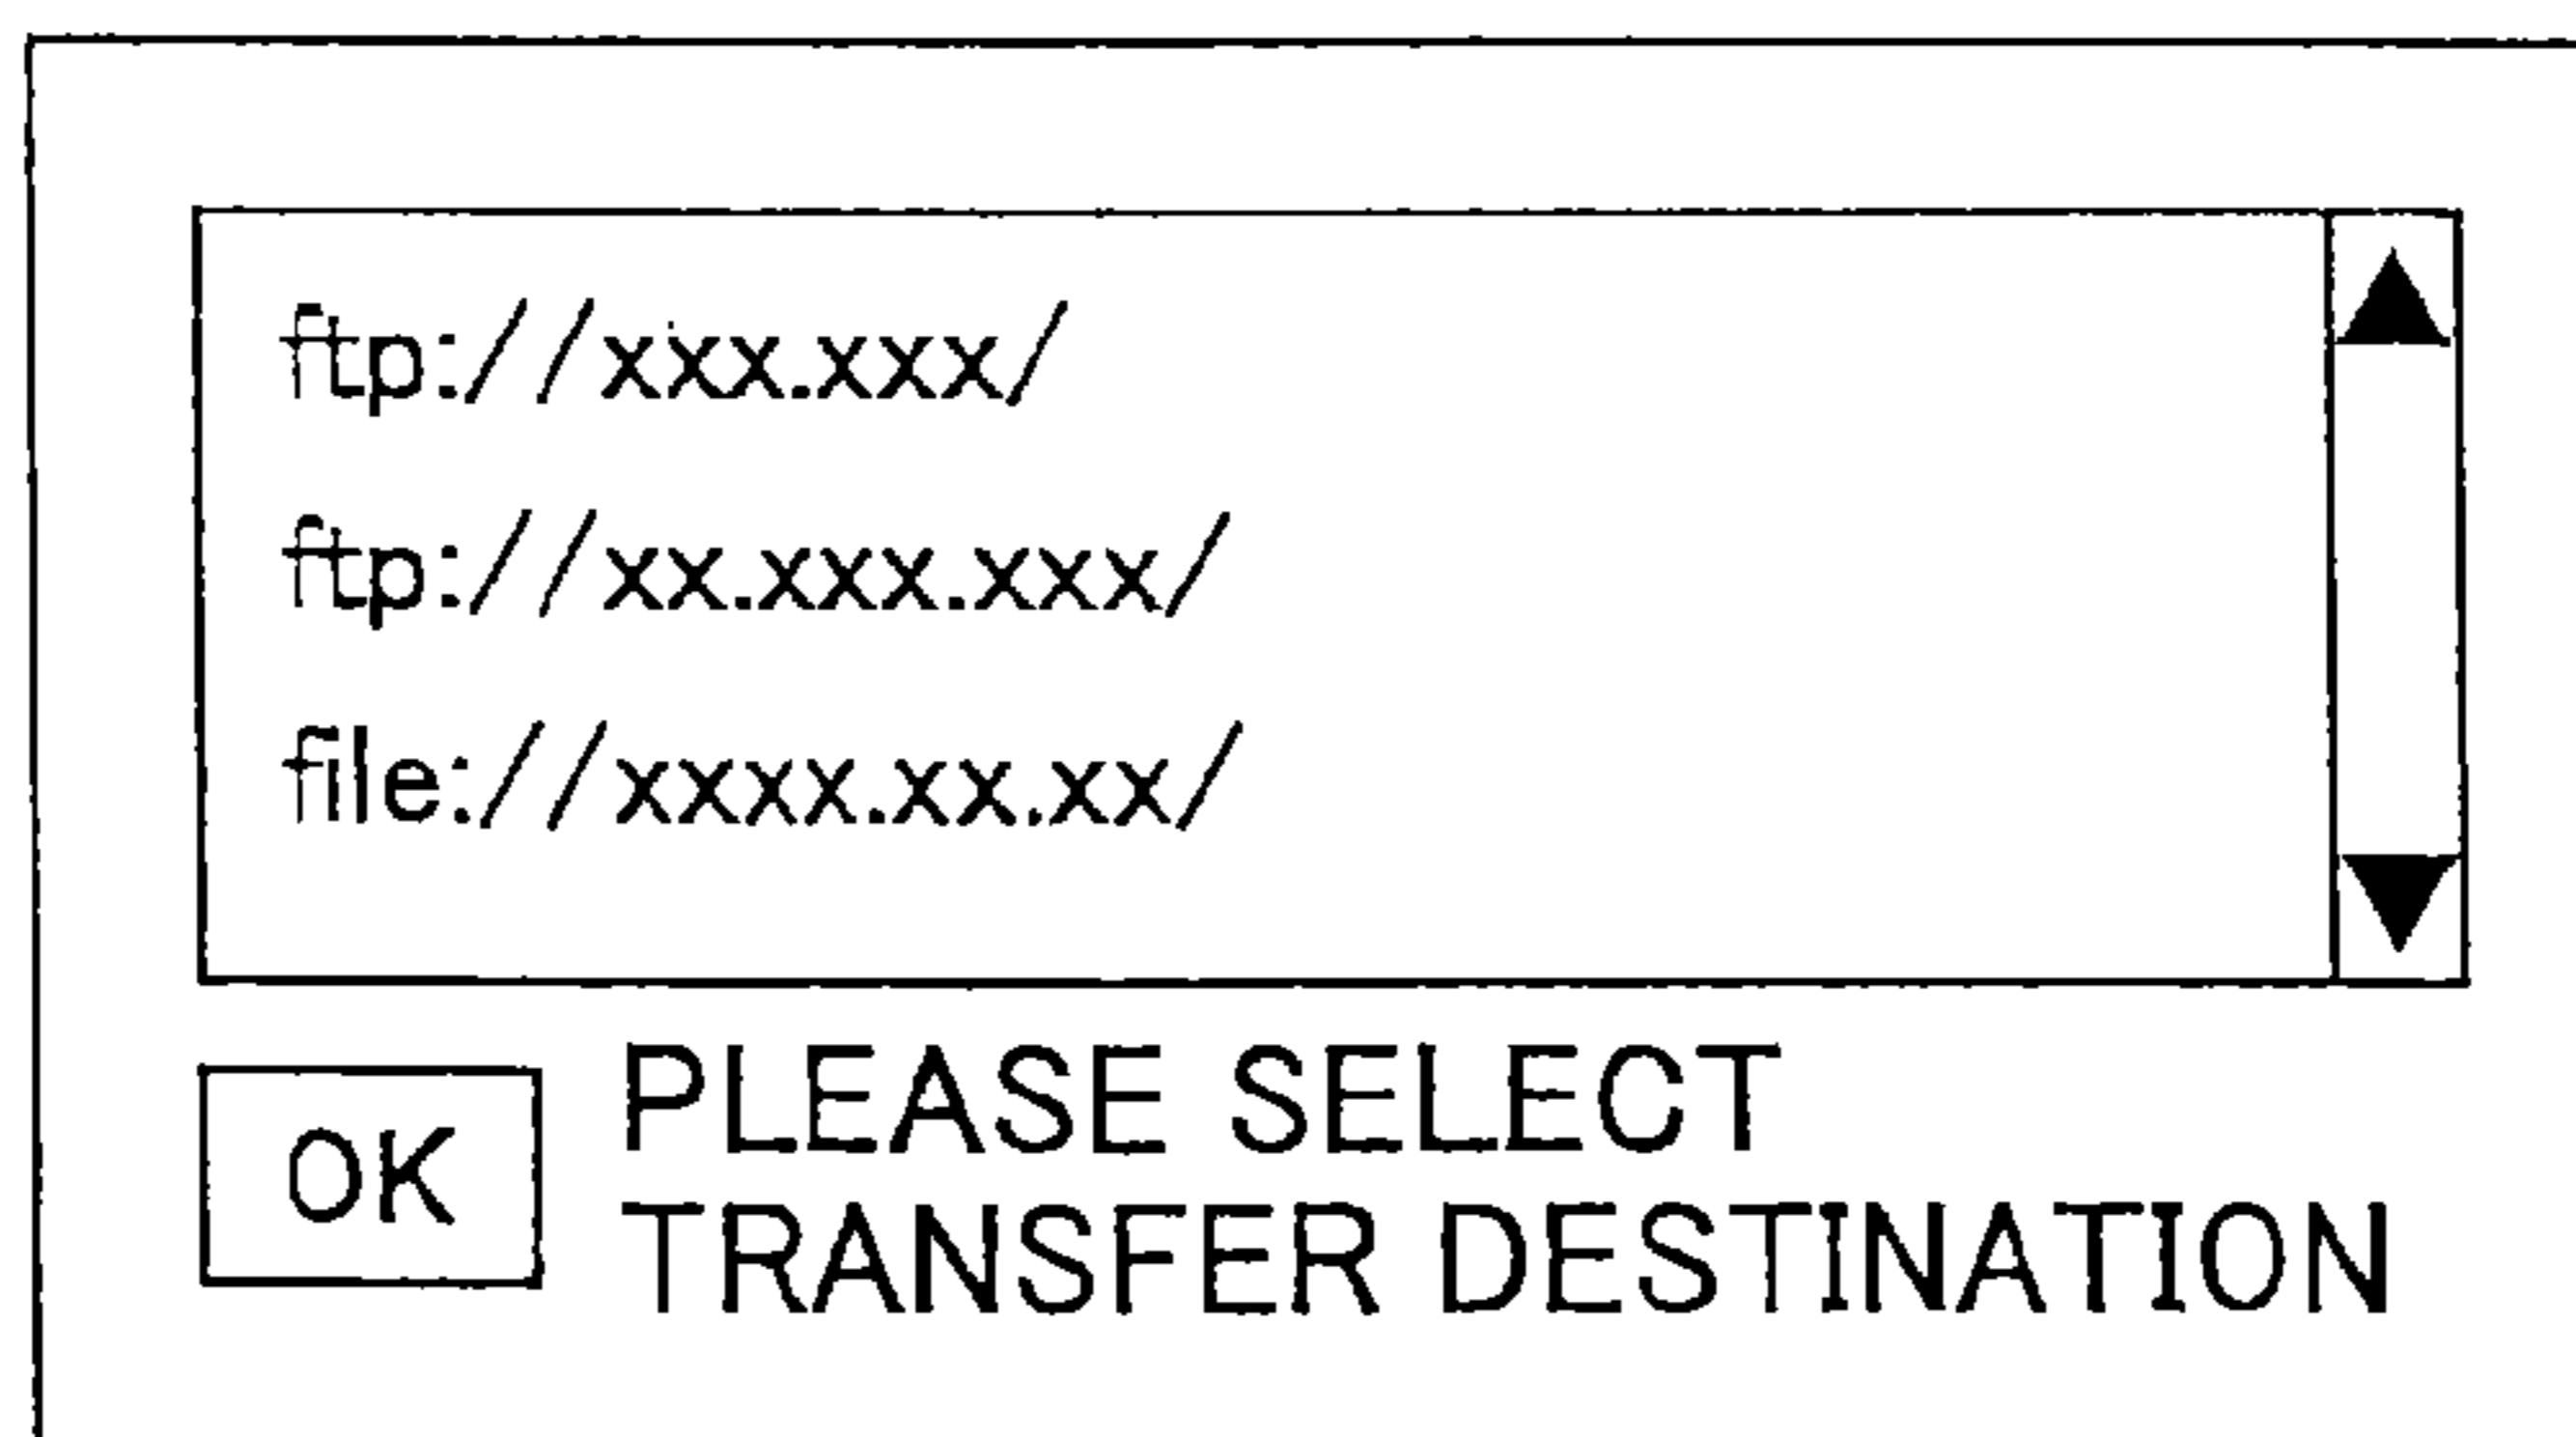 ftp://xxx.xxx/
ftp://xx.xxx.xxx/
file://xxxx.xx.xx/
OK
PLEASE SELECT
TRANSFER DESTINATION